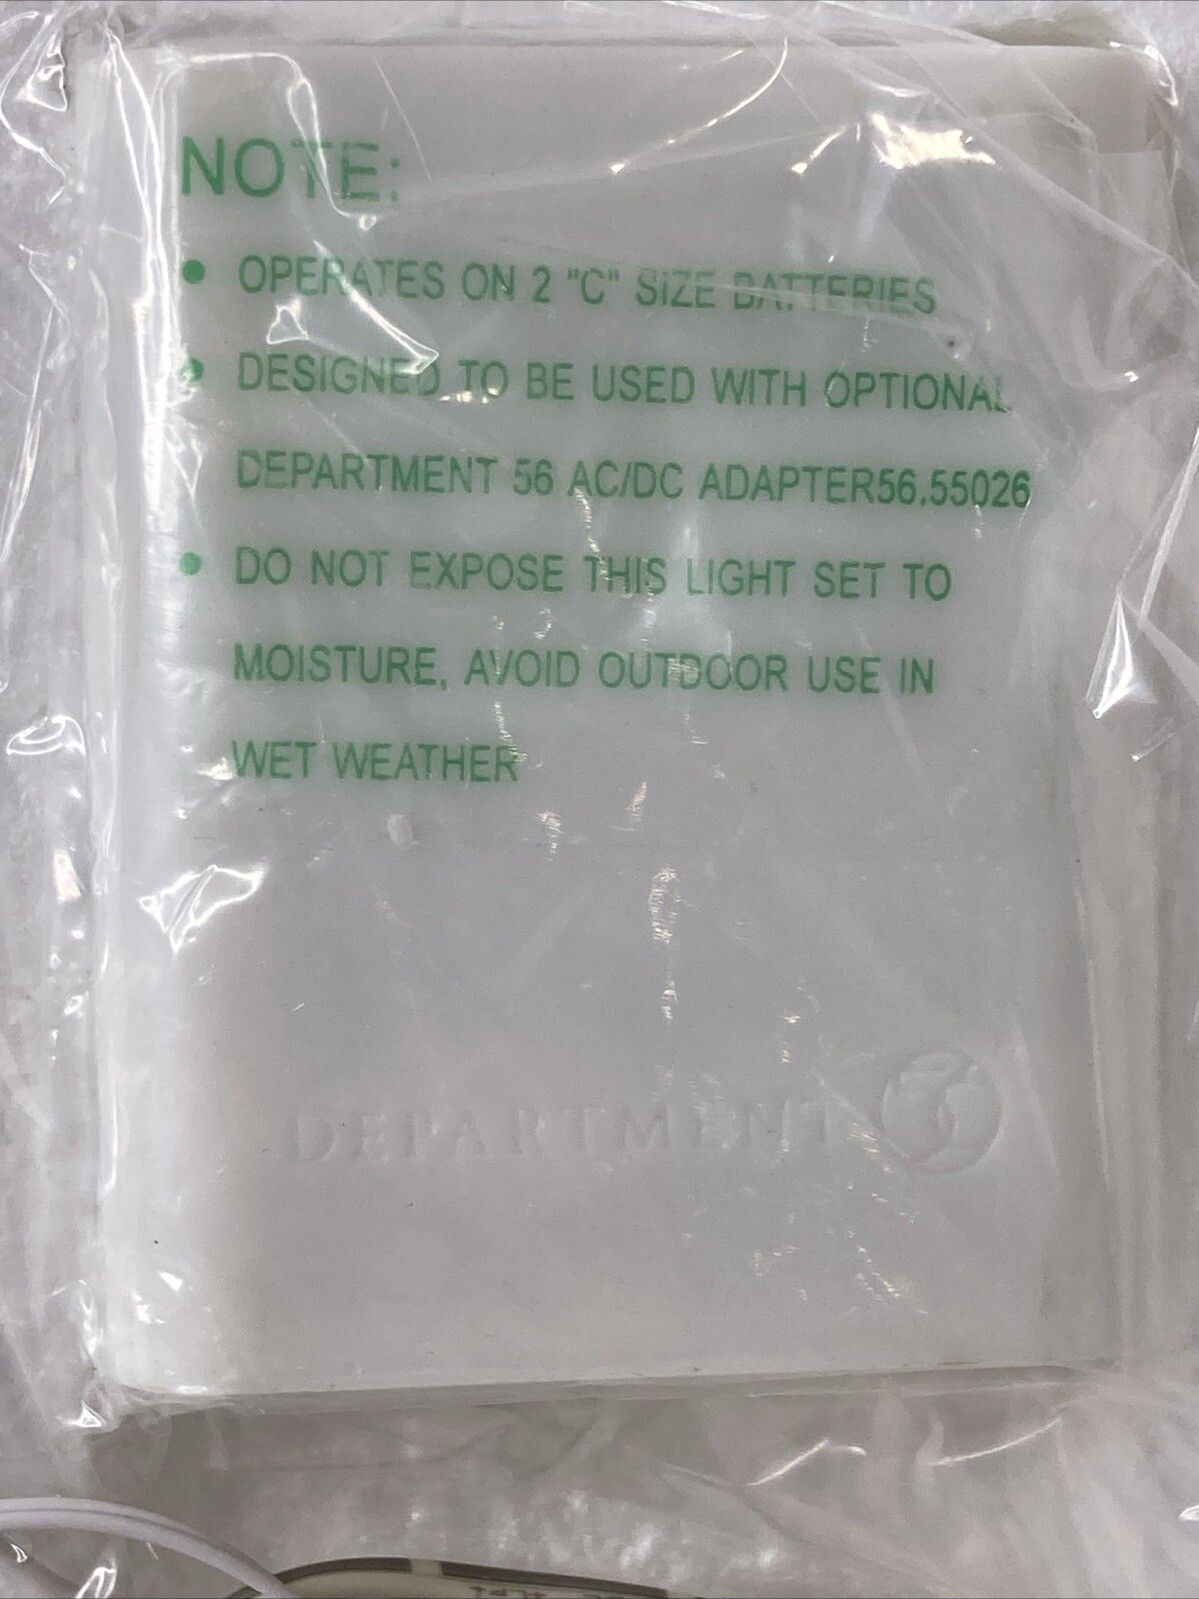 NOTE:
• OPERATES ON 2 "C" SIZE BATTERIES
• DESIGNED TO BE USED WITH OPTIONAL
DEPARTMENT 56 AC/DC ADAPTER56.55026
• DO NOT EXPOSE THIS LIGHT SET TO
MOISTURE, AVOID OUTDOOR USE IN
WET WEATHER
DEPARTMENT 56